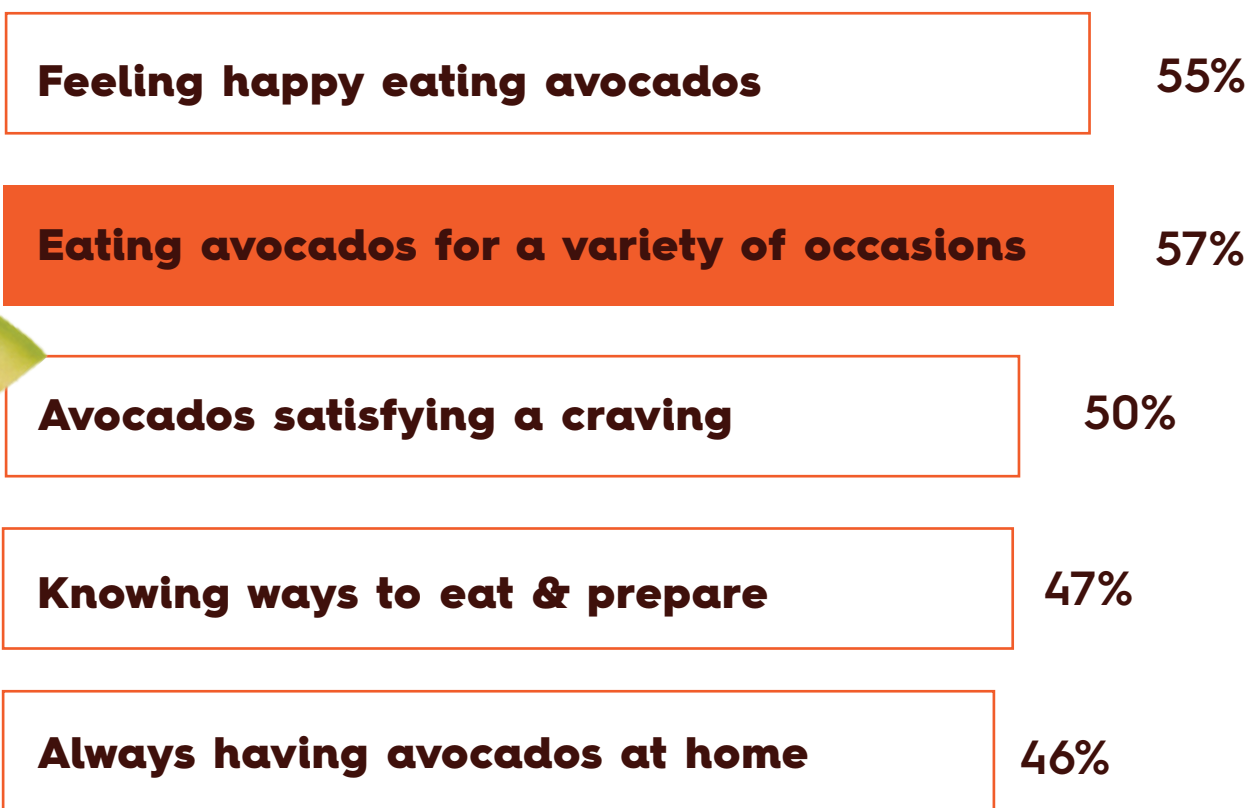 Feeling happy eating avocados 55%
Eating avocados for a variety of occasions 57%
Avocados satisfying a craving 50%
Knowing ways to eat & prepare 47%
Always having avocados at home 46%